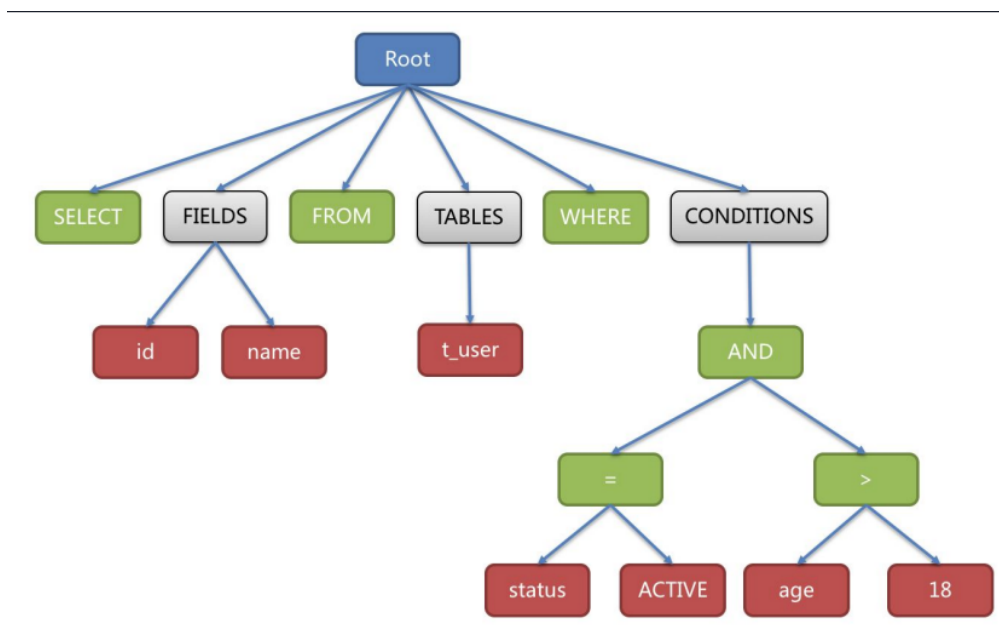 Root
SELECT FIELDS FROM TABLES WHERE CONDITIONS
id name t_user AND
= >
status ACTIVE age 18